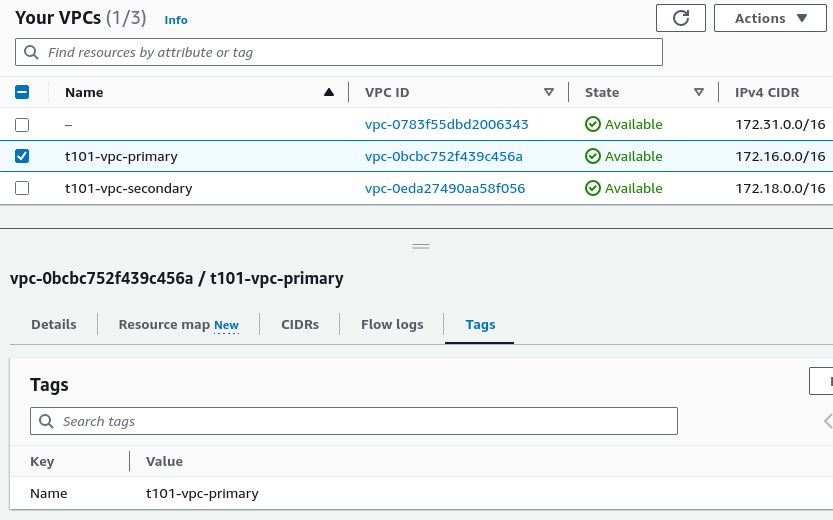 Your VPCs (1/3) Info
Actions
Find resources by attribute or tag
Name VPC ID State IPv4 CIDR
– vpc-0783f55dbd2006343 Available 172.31.0.0/16
t101-vpc-primary vpc-0bcbc752f439c456a Available 172.16.0.0/16
t101-vpc-secondary vpc-0eda27490aa58f056 Available 172.18.0.0/16
vpc-0bcbc752f439c456a / t101-vpc-primary
Details Resource map New CIDRs Flow logs Tags
Tags
Search tags
Key Value
Name t101-vpc-primary